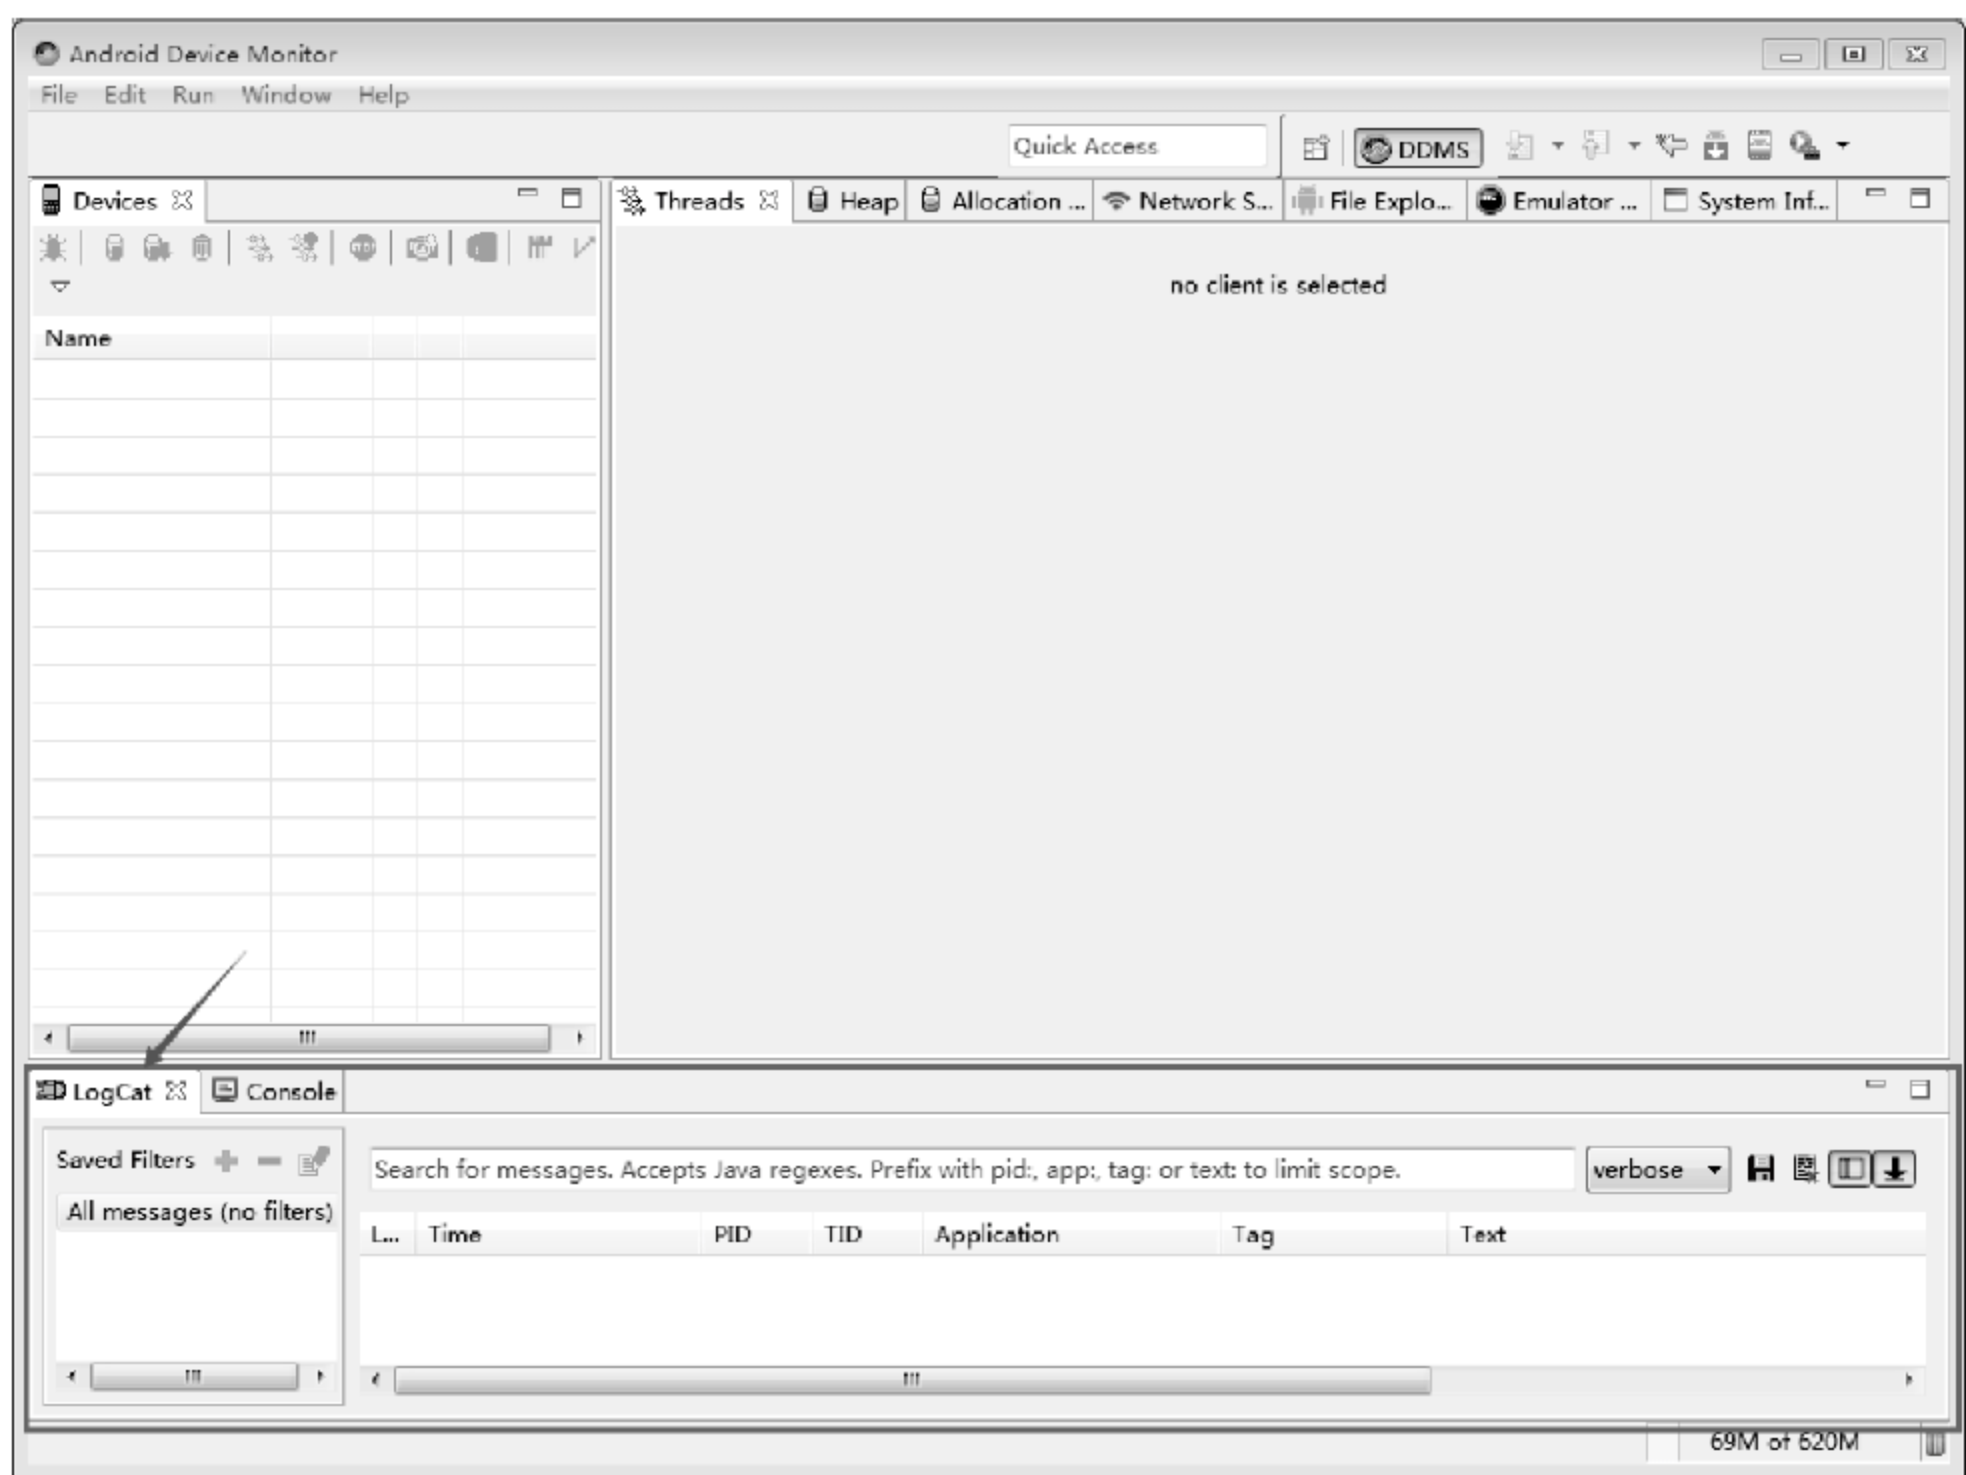 Android Device Monitor
File Edit Run Window Help
Quick Access DDMS
Devices
Threads Heap Allocation ... Network S... File Explo... Emulator ... System Inf...
no client is selected
Name
LogCat Console
Saved Filters
All messages (no filters)
Search for messages. Accepts Java regexes. Prefix with pid:, app:, tag: or text: to limit scope. verbose
L... Time PID TID Application Tag Text
69M of 620M